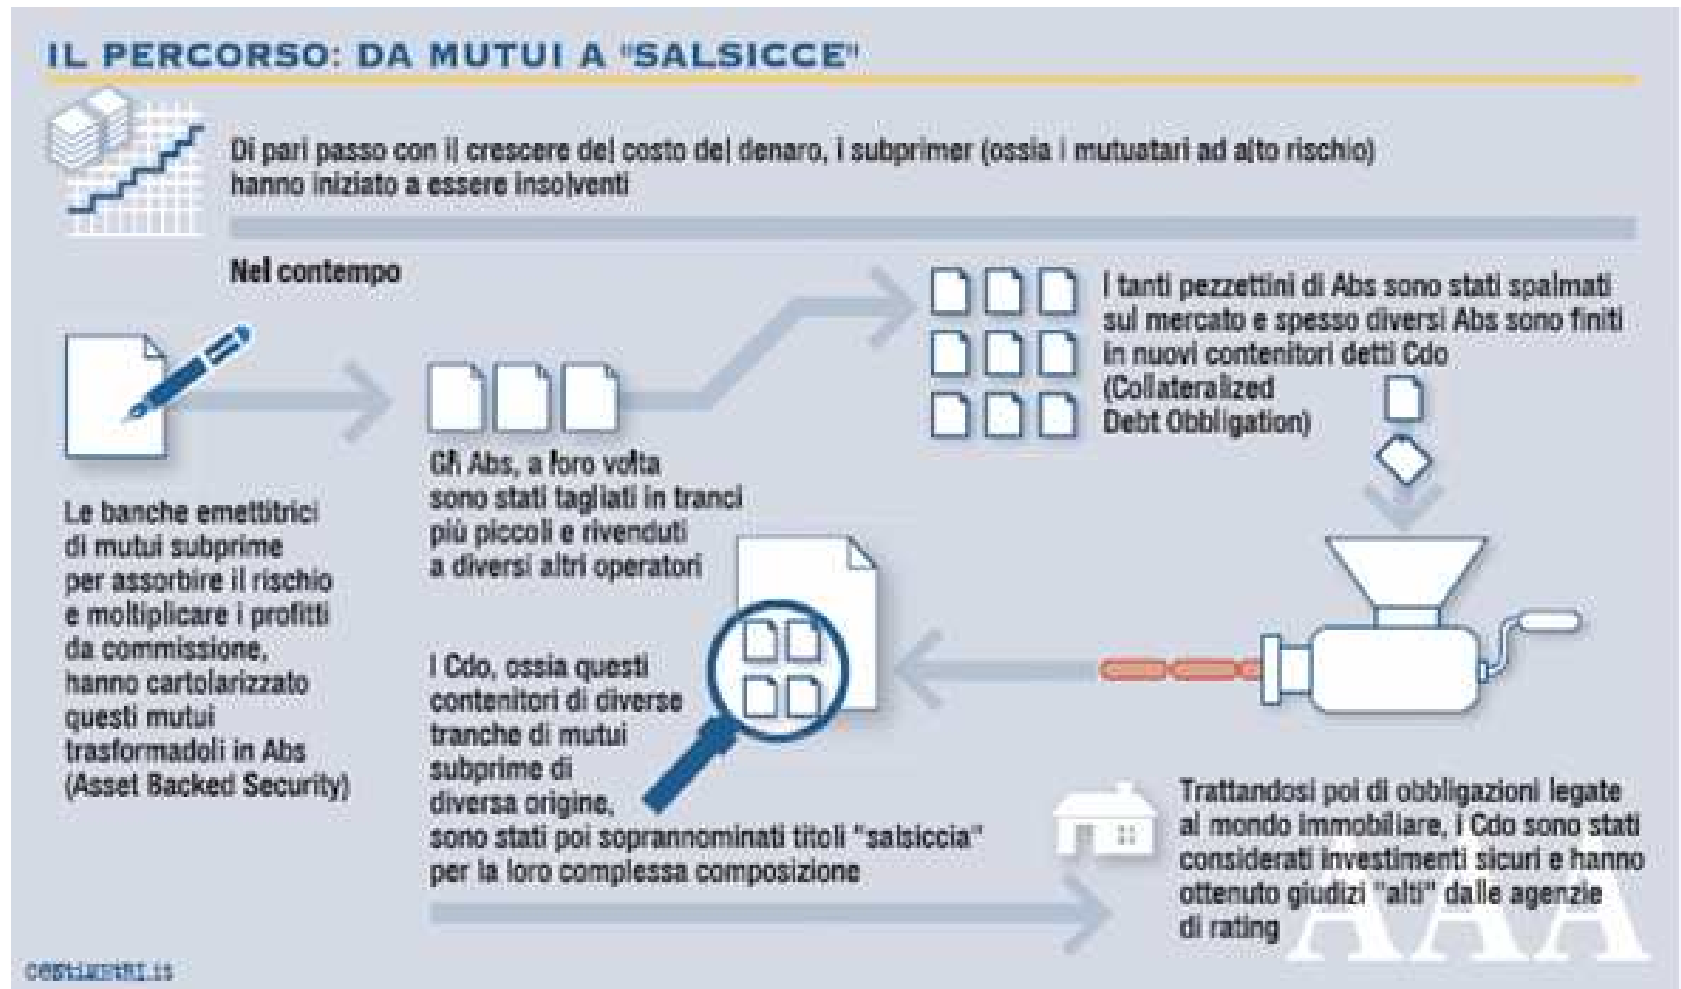 IL PERCORSO: DA MUTUI A "SALSICCE"
Di pari passo con il crescere del costo del denaro, i subprimer (ossia i mutuatari ad alto rischio)
hanno iniziato a essere insolventi
Nel contempo
Le banche emettitrici
di mutui subprime
per assorbire il rischio
e moltiplicare i profitti
da commissione,
hanno cartolarizzato
questi mutui
trasformadoli in Abs
(Asset Backed Security)
Gli Abs, a loro volta
sono stati tagliati in tranci
più piccoli e rivenduti
a diversi altri operatori
I tanti pezzettini di Abs sono stati spalmati
sul mercato e spesso diversi Abs sono finiti
in nuovi contenitori detti Cdo
(Collateralized
Debt Obbligation)
I Cdo, ossia questi
contenitori di diverse
tranche di mutui
subprime di
diversa origine,
sono stati poi soprannominati titoli "salsiccia"
per la loro complessa composizione
Trattandosi poi di obbligazioni legate
al mondo immobiliare, i Cdo sono stati
considerati investimenti sicuri e hanno
ottenuto giudizi "alti" dalle agenzie
di rating
AAA